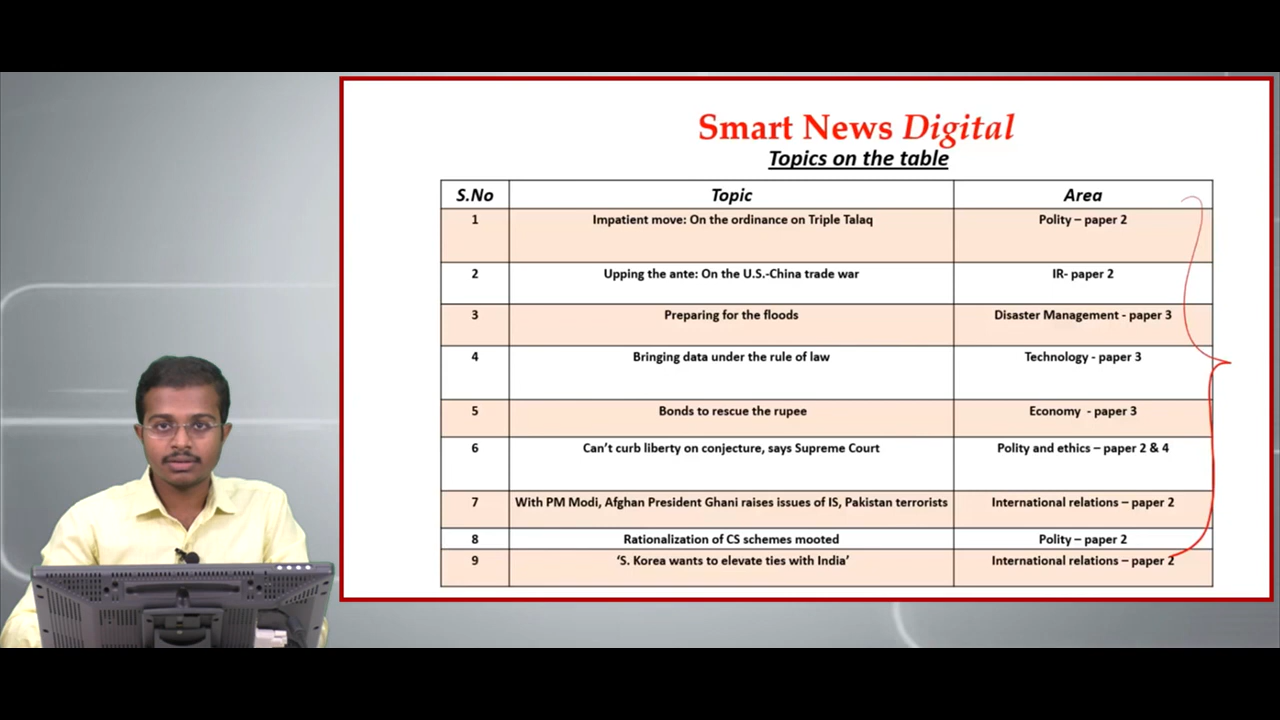 Smart News Digital
Topics on the table
S.No Topic Area
1 Impatient move: On the ordinance on Triple Talaq Polity – paper 2
2 Upping the ante: On the U.S.-China trade war IR- paper 2
3 Preparing for the floods Disaster Management - paper 3
4 Bringing data under the rule of law Technology - paper 3
5 Bonds to rescue the rupee Economy - paper 3
6 Can’t curb liberty on conjecture, says Supreme Court Polity and ethics – paper 2 & 4
7 With PM Modi, Afghan President Ghani raises issues of IS, Pakistan terrorists International relations – paper 2
8 Rationalization of CS schemes mooted Polity – paper 2
9 ‘S. Korea wants to elevate ties with India’ International relations – paper 2